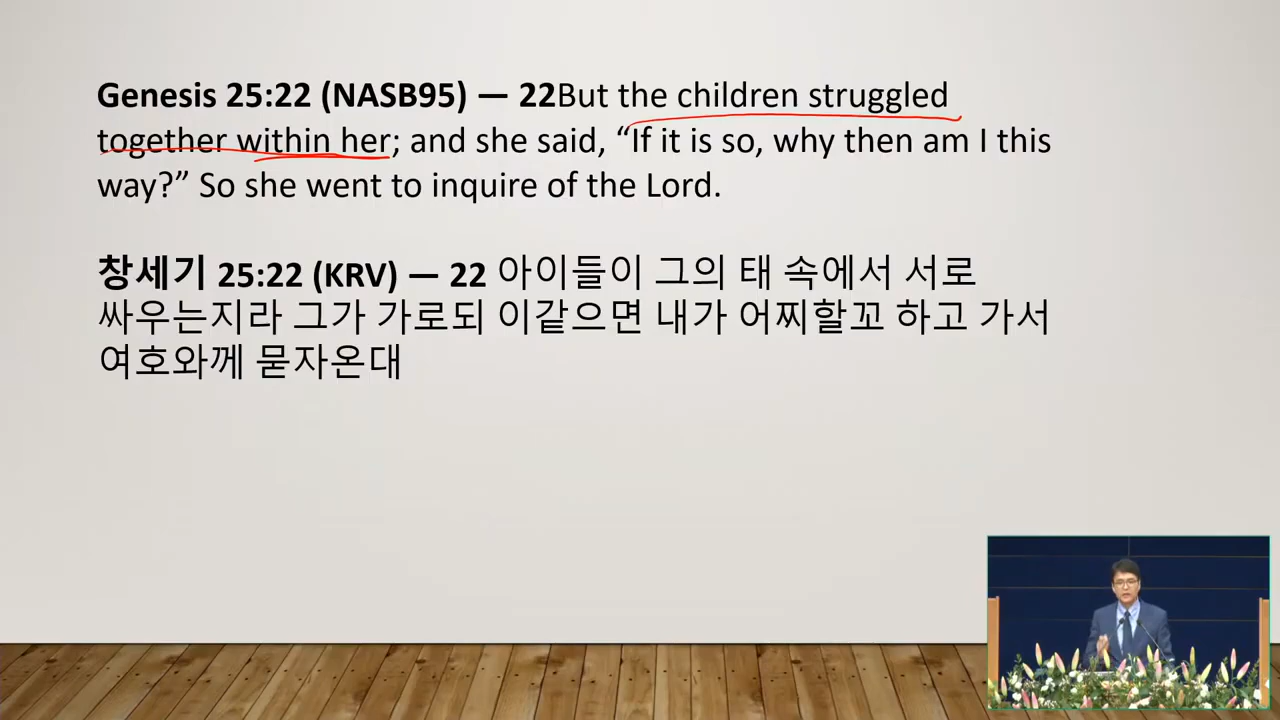 Genesis 25:22 (NASB95) — 22But the children struggled
together within her; and she said, “If it is so, why then am I this
way?” So she went to inquire of the Lord.
창세기 25:22 (KRV) — 22 아이들이 그의 태 속에서 서로
싸우는지라 그가 가로되 이같으면 내가 어찌할꼬 하고 가서
여호와께 묻자온대